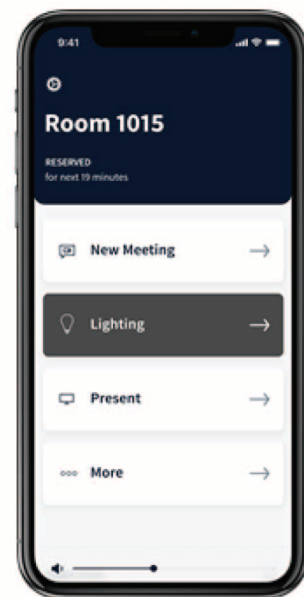 9:41
Room 1015
RESERVED
for next 19 minutes
New Meeting
Lighting
Present
More